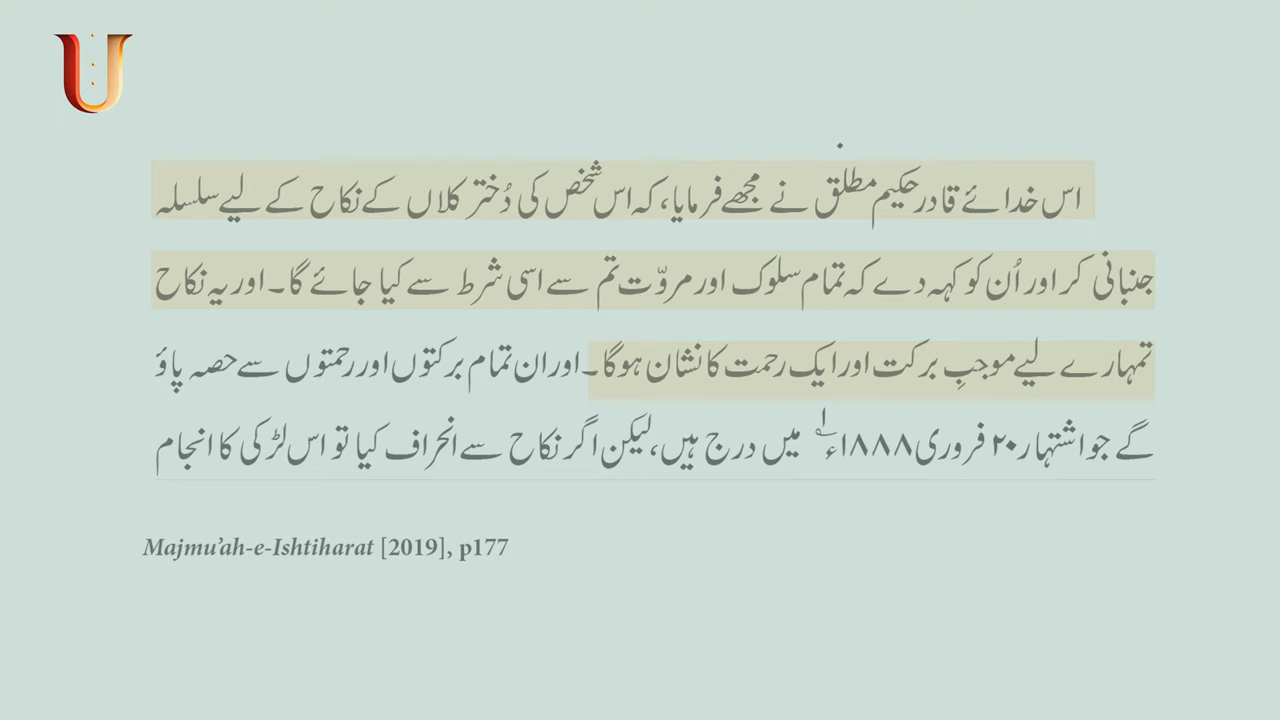 U
اس خدائے قادر حکیم مطلق نے مجھے فرمایا، کہ اس شخص کی دُختر کلاں کے نکاح کے لیے سلسلہ
جنبانی کر اور اُن کو کہہ دے کہ تمام سلوک اور مروّت تم سے اسی شرط سے کیا جائے گا۔ اور یہ نکاح
تمہارے لیے موجبِ برکت اور ایک رحمت کا نشان ہوگا۔ اور ان تمام برکتوں اور رحمتوں سے حصہ پاؤ
گے جو اشتہار ۲۰ فروری ۱۸۸۸ء میں درج ہیں، لیکن اگر نکاح سے انحراف کیا تو اس لڑکی کا انجام
Majmu’ah-e-Ishtiharat [2019], p177